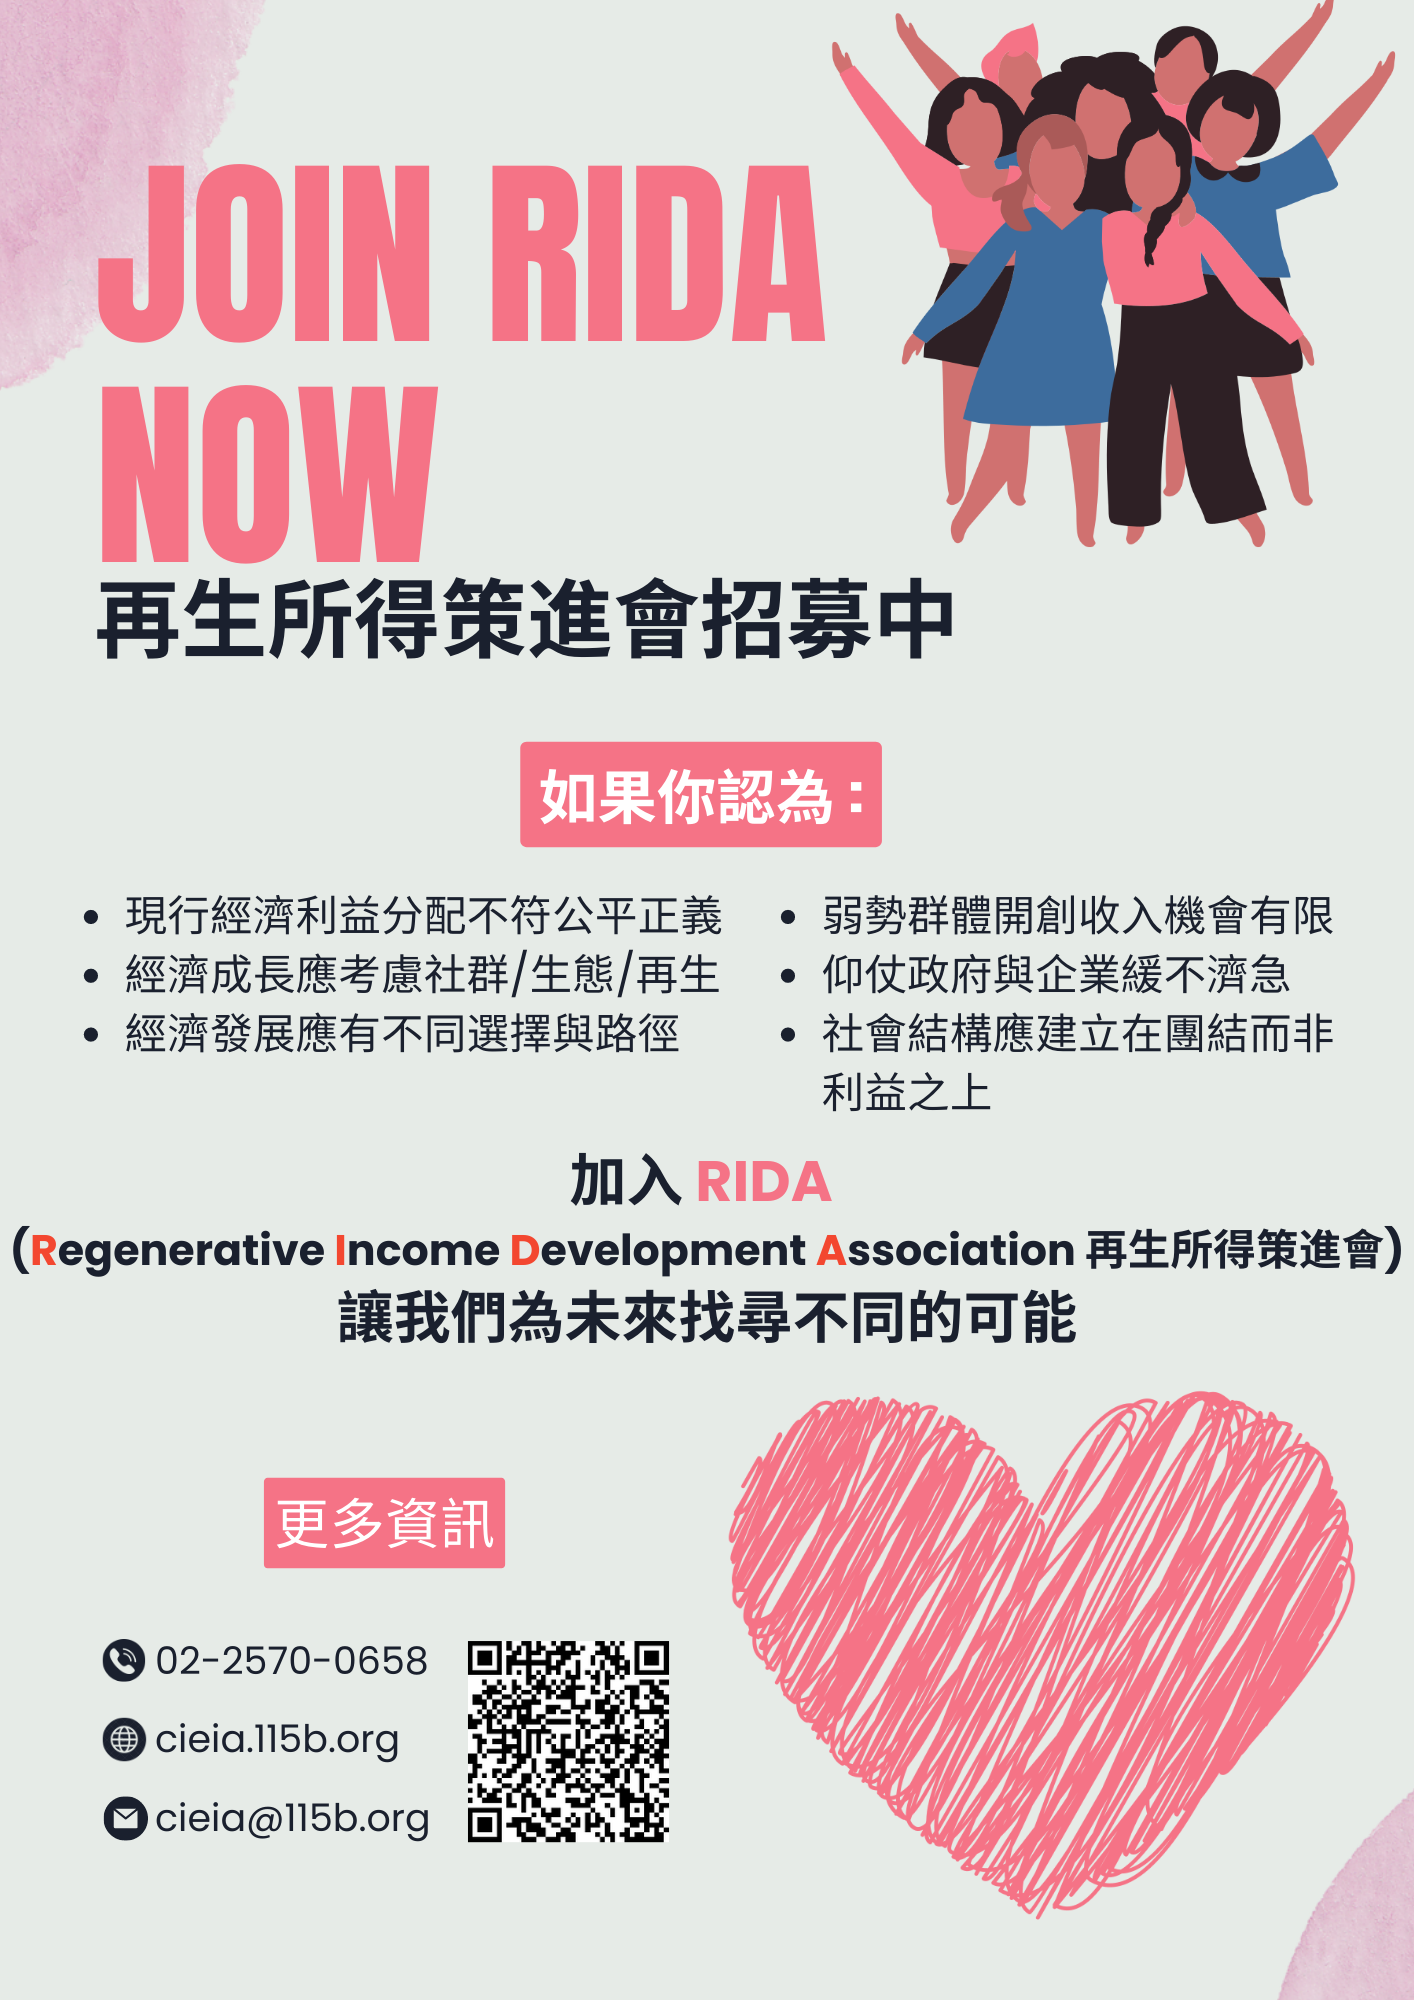 JOIN RIDA
NOW
再生所得策進會招募中
如果你認為：
現行經濟利益分配不符公平正義
經濟成長應考慮社群/生態/再生
經濟發展應有不同選擇與路徑
弱勢群體開創收入機會有限
仰仗政府與企業緩不濟急
社會結構應建立在團結而非
利益之上
加入 RIDA
(Regenerative Income Development Association 再生所得策進會)
讓我們為未來找尋不同的可能
更多資訊
02-2570-0658
cieia.115b.org
cieia@115b.org